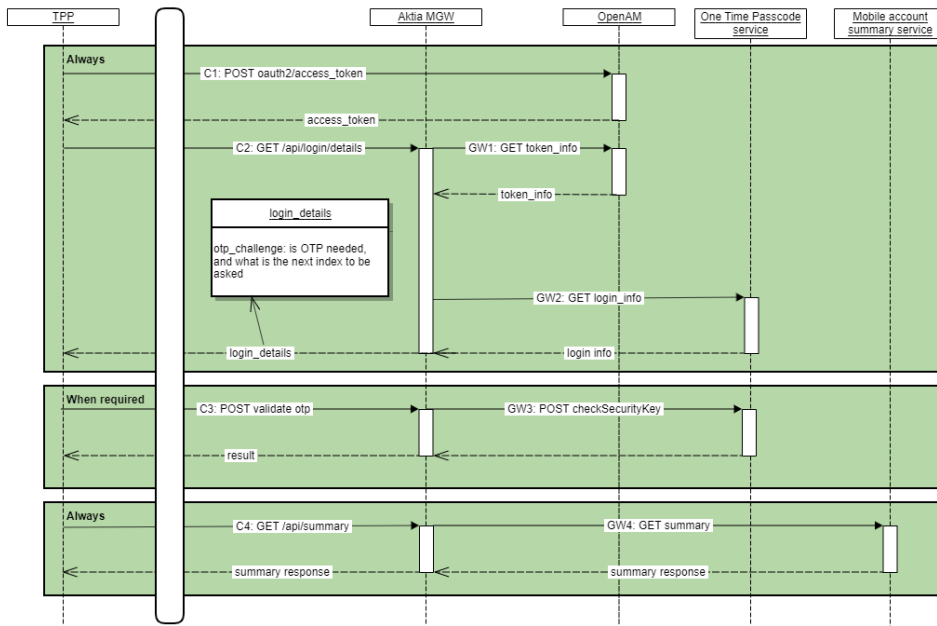 TPP
Aktia MGW
OpenAM
One Time Passcode
service
Mobile account
summary service
Always
C1: POST oauth2/access_token
access_token
C2: GET /api/login/details
GW1: GET token_info
token_info
login_details
otp_challenge: is OTP needed,
and what is the next index to be
asked
GW2: GET login_info
login_details
login info
When required
C3: POST validate otp
GW3: POST checkSecurityKey
result
Always
C4: GET /api/summary
GW4: GET summary
summary response
summary response